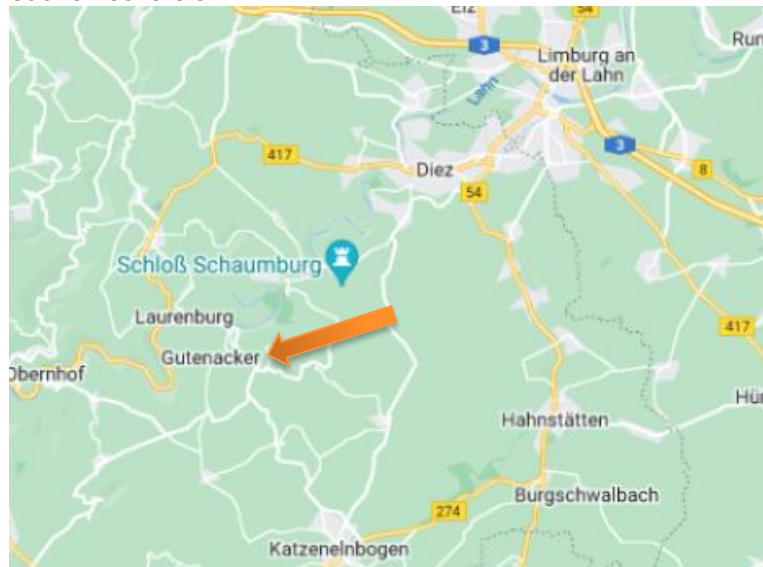 Elz
54
3
Limburg an
der Lahn
Run
Lahn
417
3
Diez
8
54
Schloß Schaumburg
Laurenburg
417
Gutenacker
Obernhof
Hür
Hahnstätten
Burgschwalbach
274
Katzenelnbogen